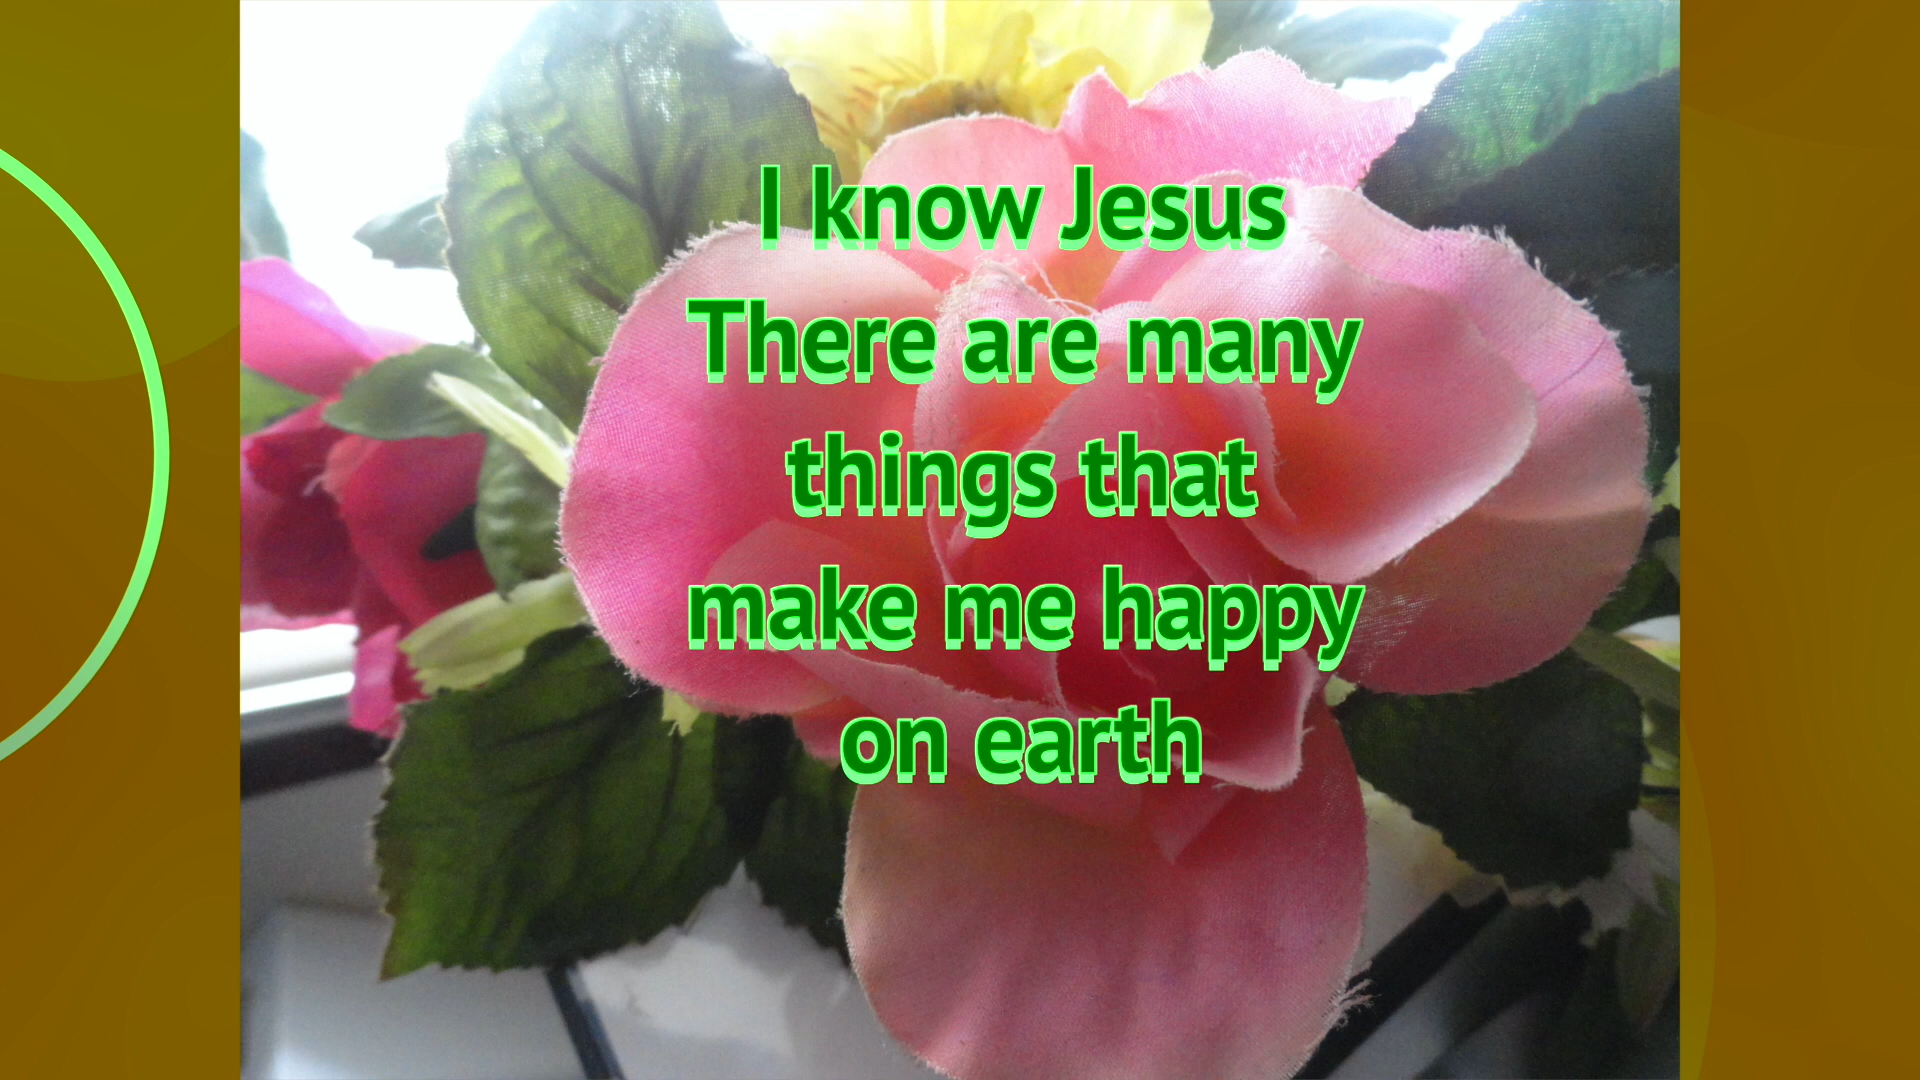 I know Jesus
There are many
things that
make me happy
on earth